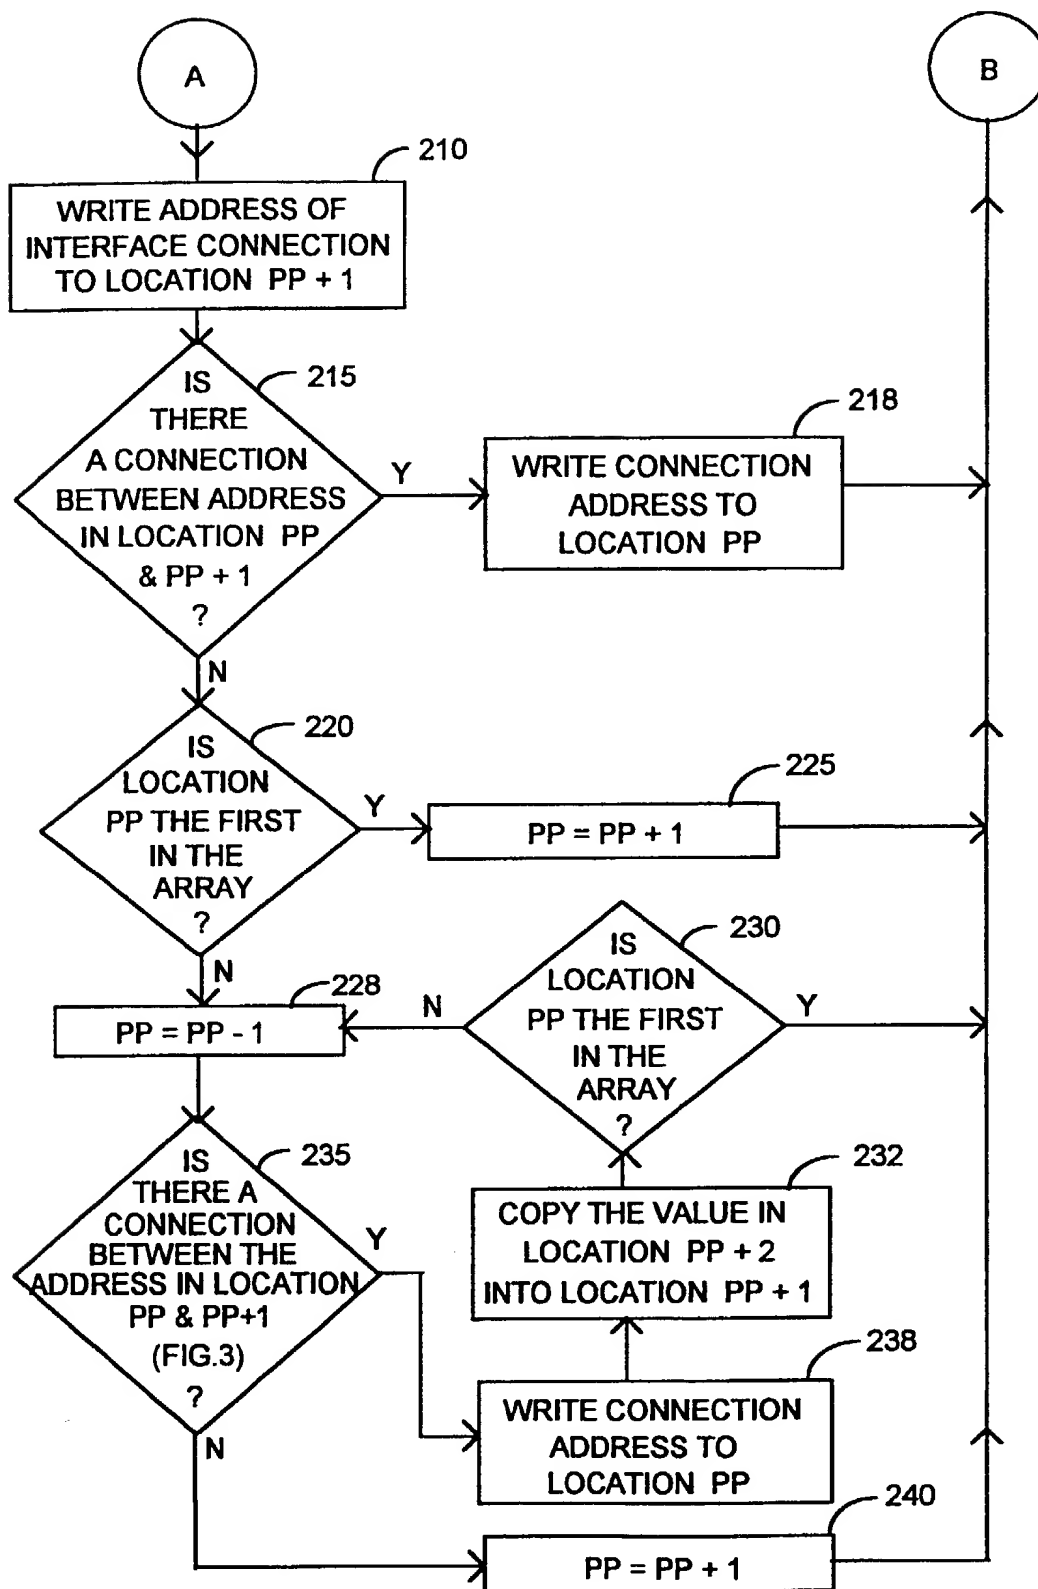 A
B
210
WRITE ADDRESS OF
INTERFACE CONNECTION
TO LOCATION PP + 1
215
IS
THERE
A CONNECTION
BETWEEN ADDRESS
IN LOCATION PP
& PP + 1
?
Y
218
WRITE CONNECTION
ADDRESS TO
LOCATION PP
N
220
IS
LOCATION
PP THE FIRST
IN THE
ARRAY
?
Y
225
PP = PP + 1
N
228
PP = PP - 1
230
IS
LOCATION
PP THE FIRST
IN THE
ARRAY
?
N
Y
235
IS
THERE A
CONNECTION
BETWEEN THE
ADDRESS IN LOCATION
PP & PP+1
(FIG.3)
?
Y
232
COPY THE VALUE IN
LOCATION PP + 2
INTO LOCATION PP + 1
238
WRITE CONNECTION
ADDRESS TO
LOCATION PP
N
240
PP = PP + 1